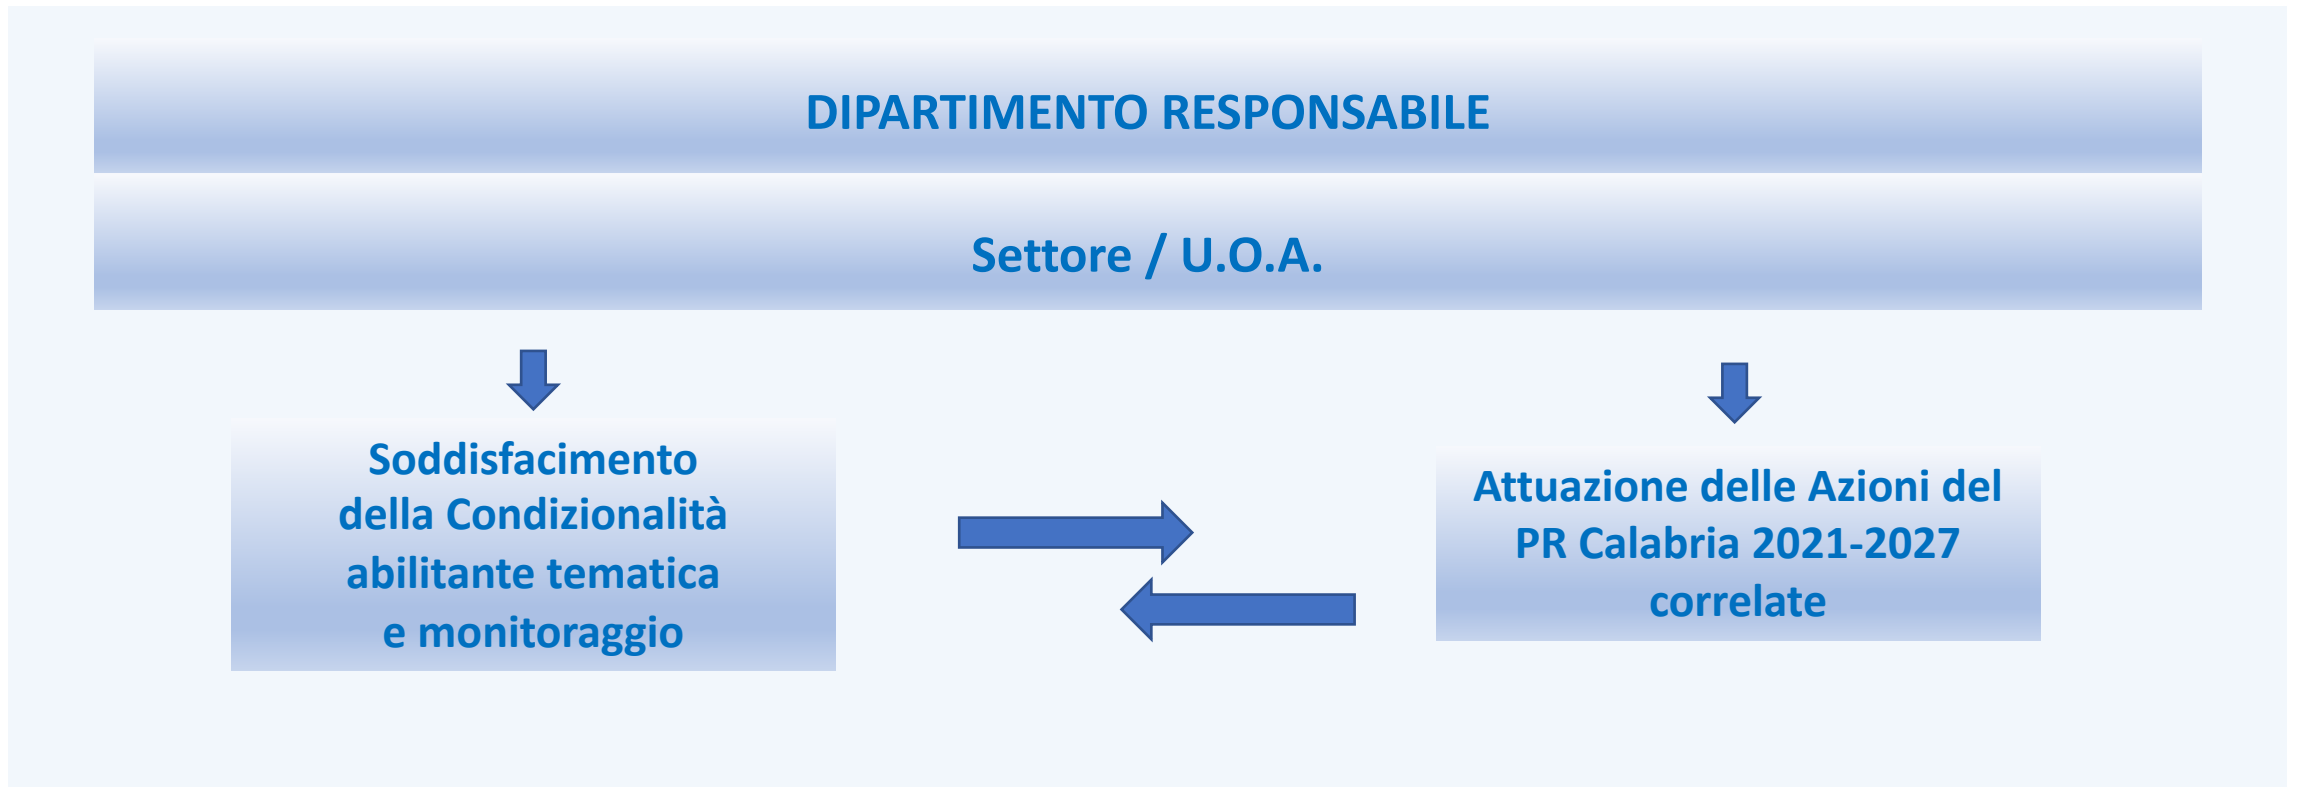 DIPARTIMENTO RESPONSABILE
Settore / U.O.A.
Soddisfacimento
della Condizionalità
abilitante tematica
e monitoraggio
Attuazione delle Azioni del
PR Calabria 2021-2027
correlate